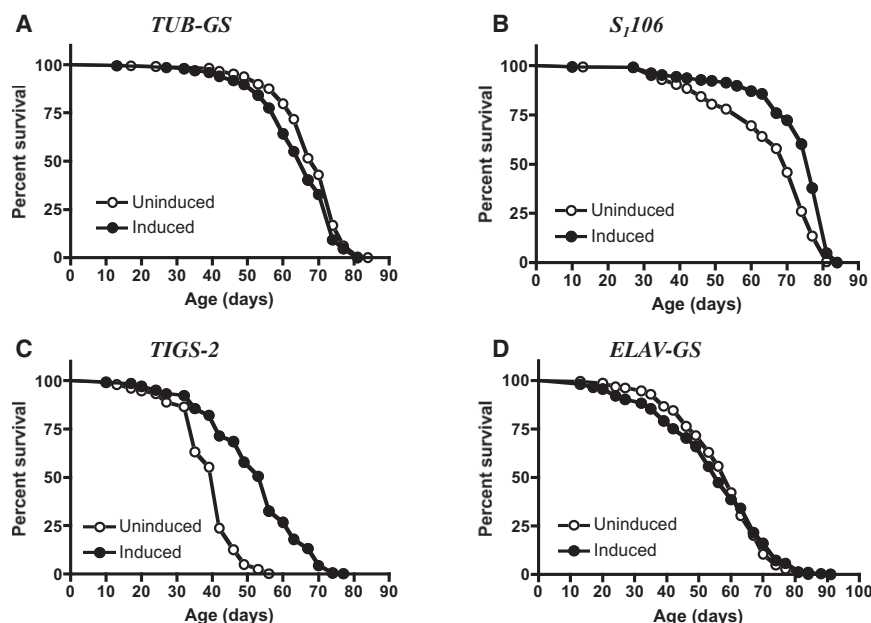 A TUB-GS
Percent survival
100
75
50
25
0
Uninduced
Induced
0 10 20 30 40 50 60 70 80 90
Age (days)
B S₁106
Percent survival
100
75
50
25
0
Uninduced
Induced
0 10 20 30 40 50 60 70 80 90
Age (days)
C TIGS-2
Percent survival
100
75
50
25
0
Uninduced
Induced
0 10 20 30 40 50 60 70 80 90
Age (days)
D ELAV-GS
Percent survival
100
75
50
25
0
Uninduced
Induced
0 10 20 30 40 50 60 70 80 90 100
Age (days)